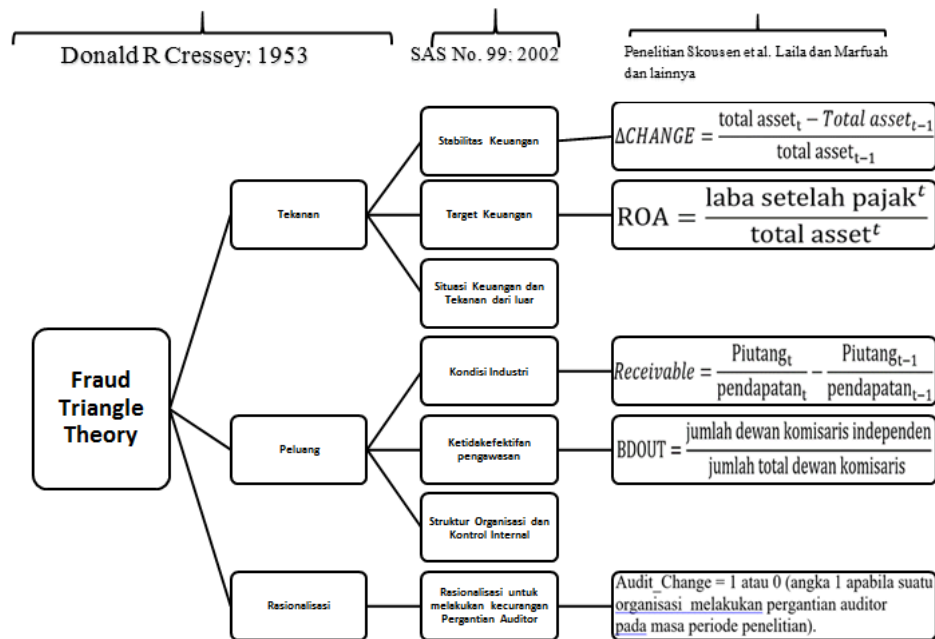 Donald R Cressey: 1953
SAS No. 99: 2002
Penelitian Skousen et al. Laila dan Marfuah
dan lainnya
Fraud
Triangle
Theory
Tekanan
Stabilitas Keuangan
ΔCHANGE = (total asset_t − Total asset_{t−1}) / total asset_{t−1}
Target Keuangan
ROA = laba setelah pajak^t / total asset^t
Situasi Keuangan dan
Tekanan dari luar
Peluang
Kondisi Industri
Receivable = Piutang_t / pendapatan_t − Piutang_{t−1} / pendapatan_{t−1}
Ketidakefektifan
pengawasan
BDOUT = jumlah dewan komisaris independen / jumlah total dewan komisaris
Struktur Organisasi dan
Kontrol Internal
Rasionalisasi
Rasionalisasi untuk
melakukan kecurangan
Pergantian Auditor
Audit_Change = 1 atau 0 (angka 1 apabila suatu
organisasi melakukan pergantian auditor
pada masa periode penelitian).